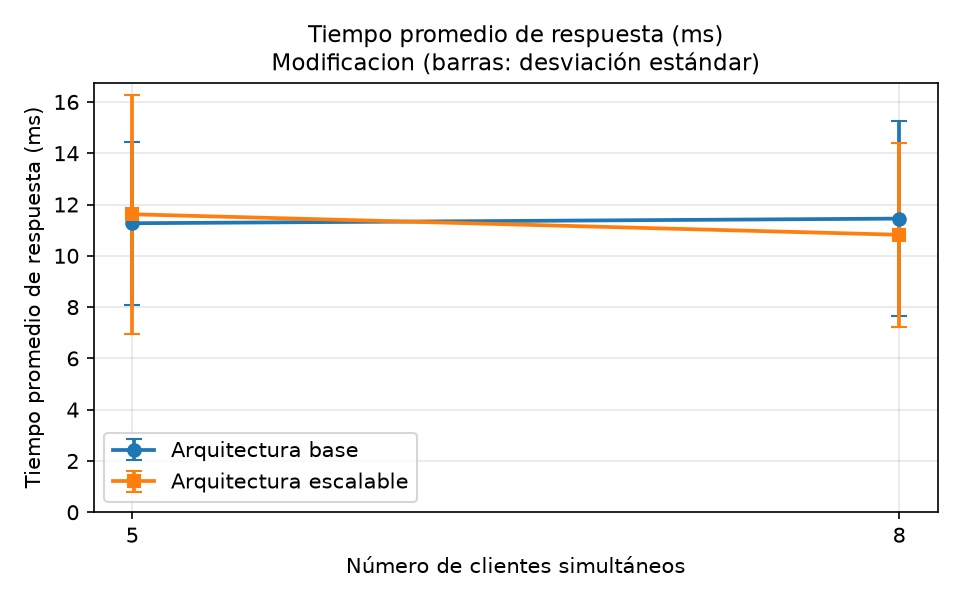 Tiempo promedio de respuesta (ms)
Modificacion (barras: desviación estándar)
Tiempo promedio de respuesta (ms)
16
14
12
10
8
6
4
2
0
Arquitectura base
Arquitectura escalable
5
8
Número de clientes simultáneos